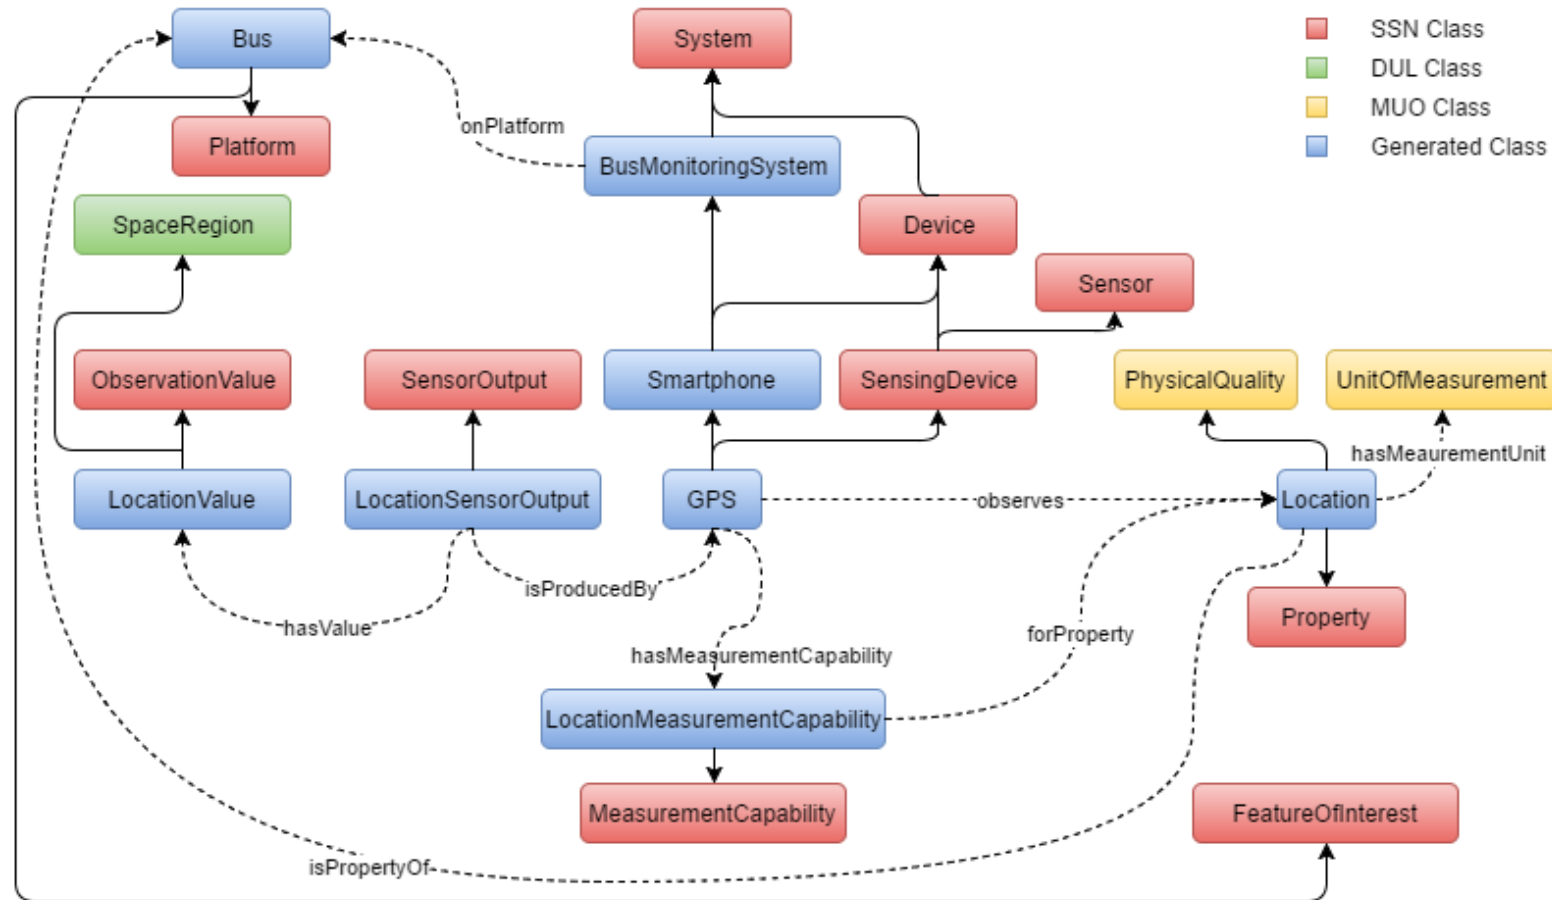 Bus
System
SSN Class
DUL Class
MUO Class
Generated Class
onPlatform
Platform
BusMonitoringSystem
SpaceRegion
Device
Sensor
ObservationValue
SensorOutput
Smartphone
SensingDevice
PhysicalQuality
UnitOfMeasurement
hasMeaurementUnit
LocationValue
LocationSensorOutput
GPS
observes
Location
isProducedBy
hasValue
Property
forProperty
hasMeasurementCapability
LocationMeasurementCapability
MeasurementCapability
FeatureOfInterest
isPropertyOf